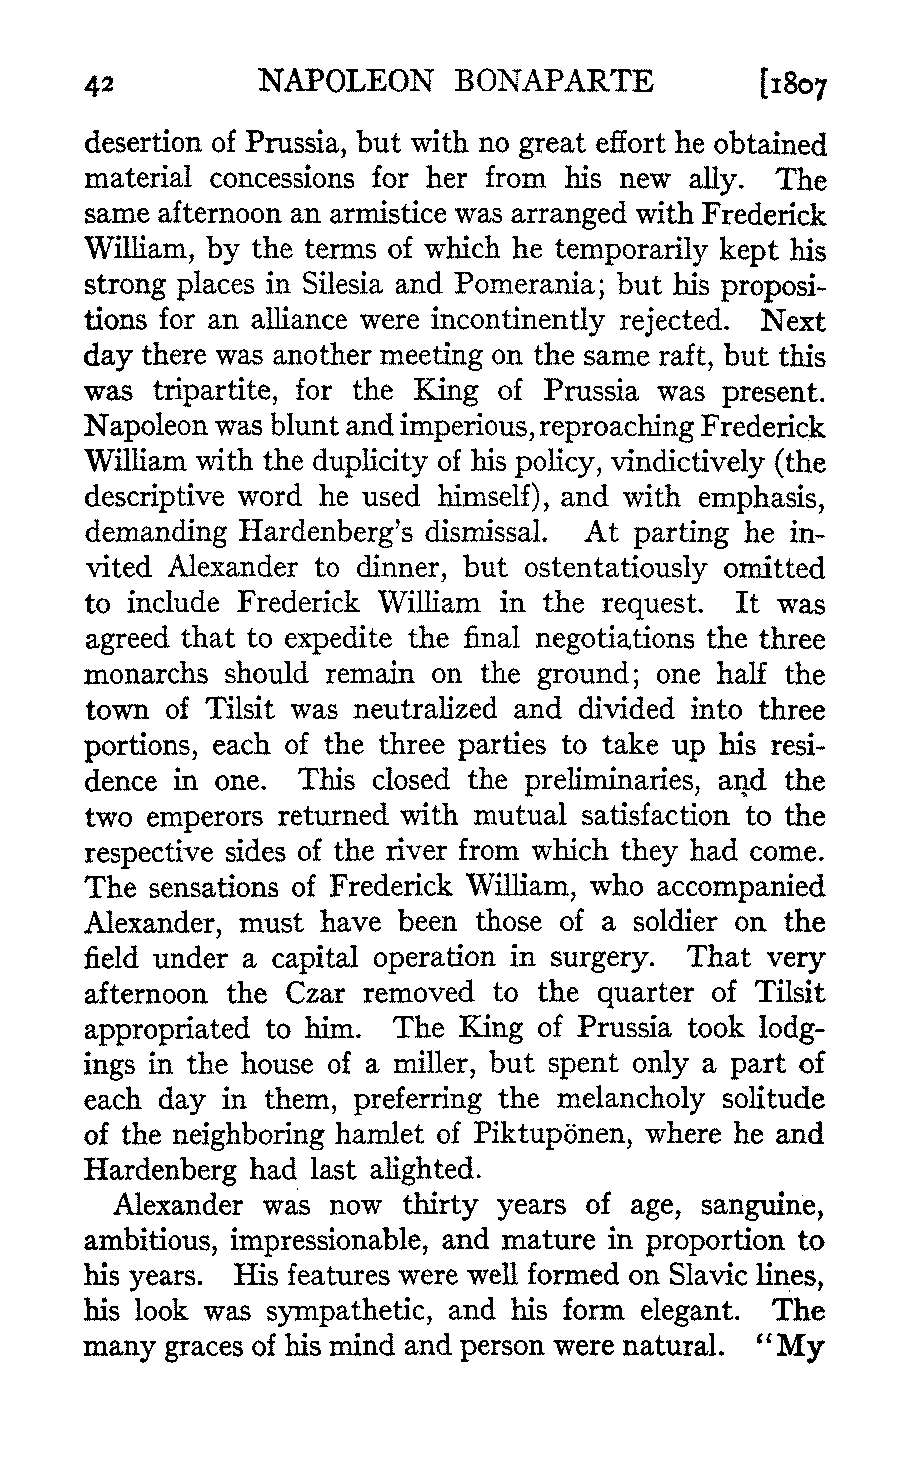 42 NAPOLEON BONAPARTE [1807
desertion of Prussia, but with no great effort he obtained
material concessions for her from his new ally. The
same afternoon an armistice was arranged with Frederick
William, by the terms of which he temporarily kept his
strong places in Silesia and Pomerania; but his proposi-
tions for an alliance were incontinently rejected. Next
day there was another meeting on the same raft, but this
was tripartite, for the King of Prussia was present.
Napoleon was blunt and imperious, reproaching Frederick
William with the duplicity of his policy, vindictively (the
descriptive word he used himself), and with emphasis,
demanding Hardenberg's dismissal. At parting he in-
vited Alexander to dinner, but ostentatiously omitted
to include Frederick William in the request. It was
agreed that to expedite the final negotiations the three
monarchs should remain on the ground; one half the
town of Tilsit was neutralized and divided into three
portions, each of the three parties to take up his resi-
dence in one. This closed the preliminaries, and the
two emperors returned with mutual satisfaction to the
respective sides of the river from which they had come.
The sensations of Frederick William, who accompanied
Alexander, must have been those of a soldier on the
field under a capital operation in surgery. That very
afternoon the Czar removed to the quarter of Tilsit
appropriated to him. The King of Prussia took lodg-
ings in the house of a miller, but spent only a part of
each day in them, preferring the melancholy solitude
of the neighboring hamlet of Piktupönen, where he and
Hardenberg had last alighted.
Alexander was now thirty years of age, sanguine,
ambitious, impressionable, and mature in proportion to
his years. His features were well formed on Slavic lines,
his look was sympathetic, and his form elegant. The
many graces of his mind and person were natural. "My